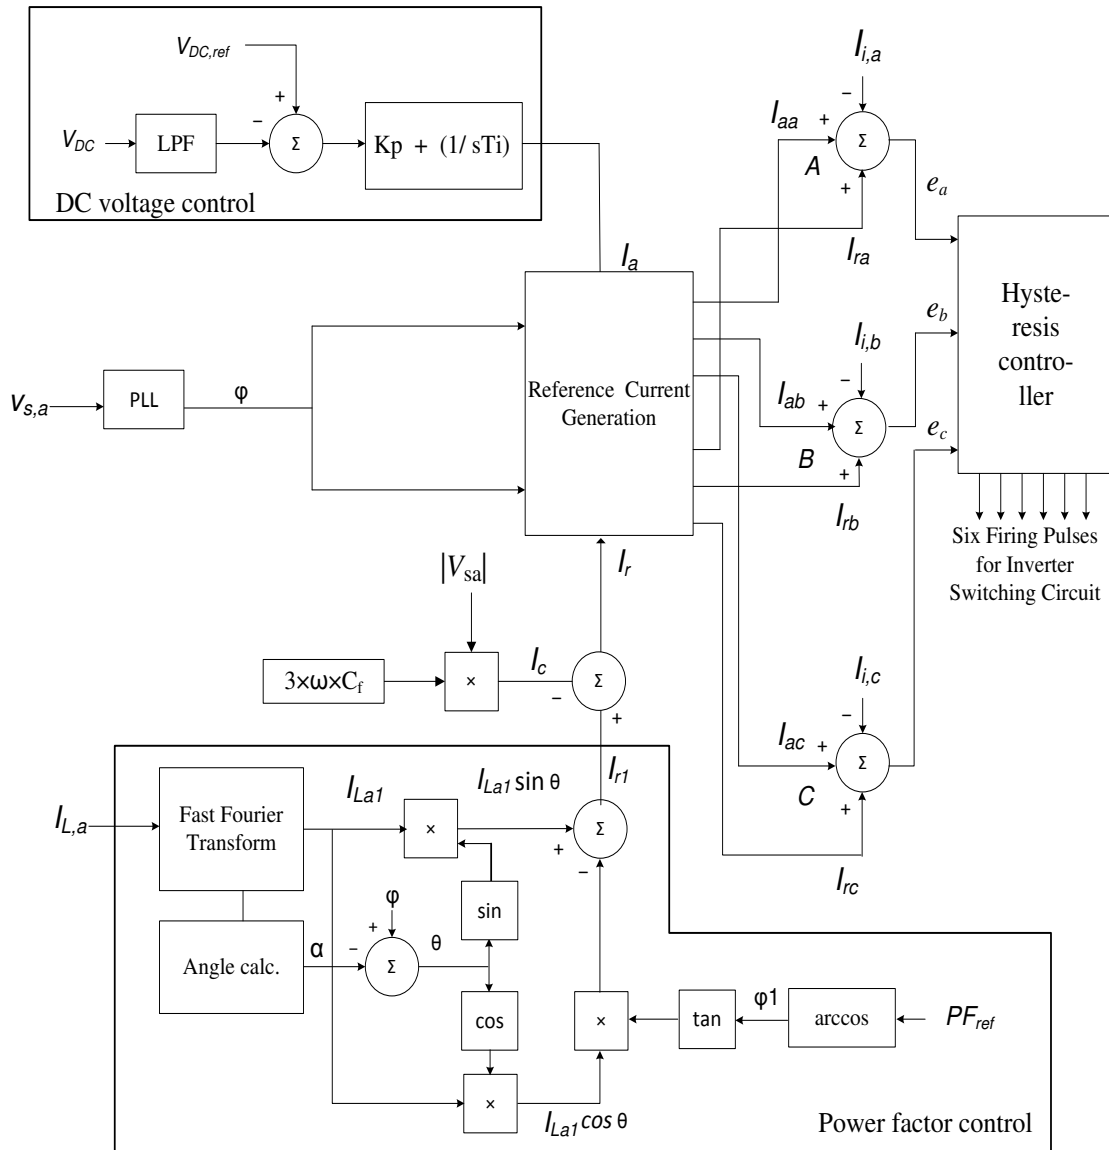 V_DC,ref
+
−
V_DC
LPF
Σ
Kp + (1/ sTi)
DC voltage control
I_i,a
−
I_aa
+
Σ
A
+
e_a
I_ra
I_a
Hyste-
resis
contro-
ller
e_b
I_i,b
−
v_s,a
PLL
φ
Reference Current
Generation
I_ab
+
Σ
B
+
e_c
I_rb
Six Firing Pulses
for Inverter
Switching Circuit
I_r
|V_sa|
3×ω×C_f
×
I_c
−
Σ
+
I_i,c
−
I_ac
+
Σ
C
+
I_rc
I_L,a
Fast Fourier
Transform
I_La1
×
I_La1 sin θ
I_r1
+
Σ
−
sin
φ
+
Angle calc.
α
−
Σ
θ
cos
×
tan
φ1
arccos
PF_ref
×
I_La1 cos θ
Power factor control